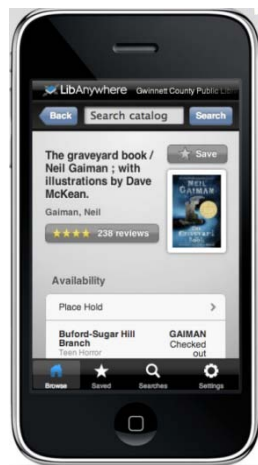 LibAnywhere Gwinnett County Public Libr
Back Search catalog Search
The graveyard book /
Neil Gaiman ; with
illustrations by Dave
McKean.
Save
NEIL
GAIMAN
Gaiman, Neil
238 reviews
Availability
Place Hold
Buford-Sugar Hill
Branch
Teen Horror
GAIMAN
Checked
out
Browse Saved Searches Settings